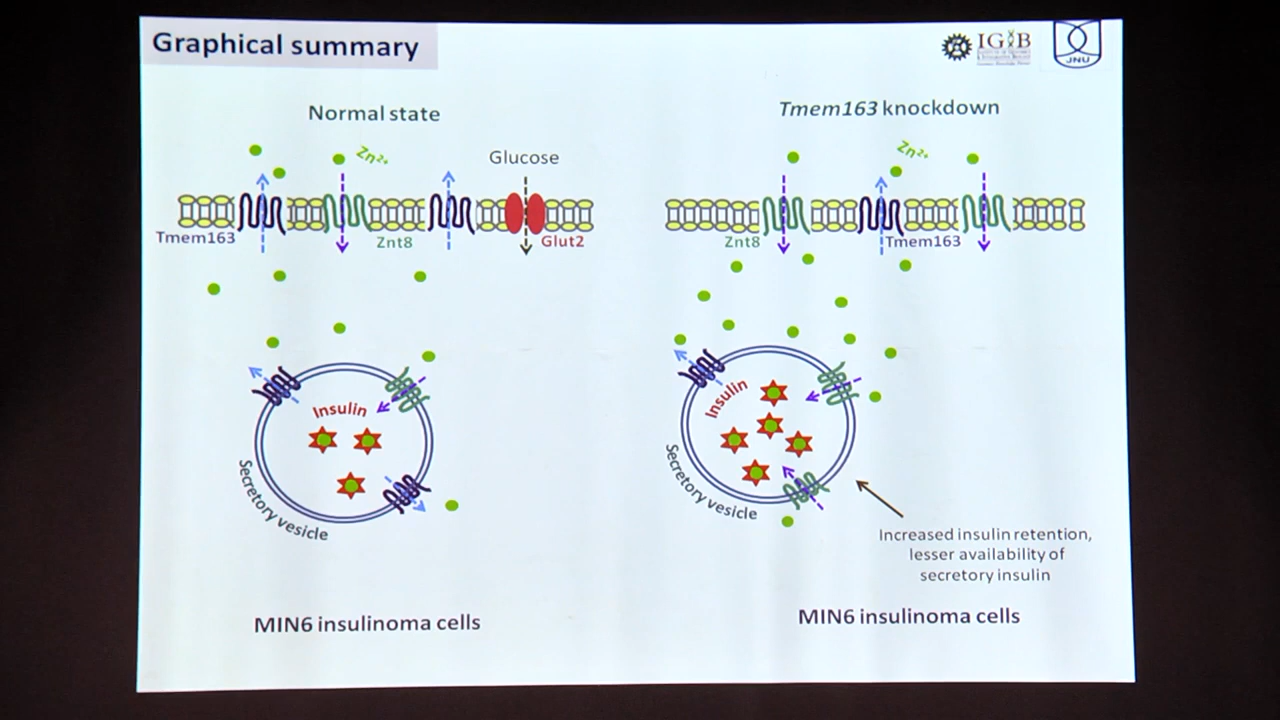 Graphical summary
IGIB
JNU
Normal state
Zn²⁺
Glucose
Tmem163
Znt8
Glut2
Insulin
Secretory vesicle
MIN6 insulinoma cells
Tmem163 knockdown
Zn²⁺
Znt8
Tmem163
Insulin
Secretory vesicle
Increased insulin retention,
lesser availability of
secretory insulin
MIN6 insulinoma cells